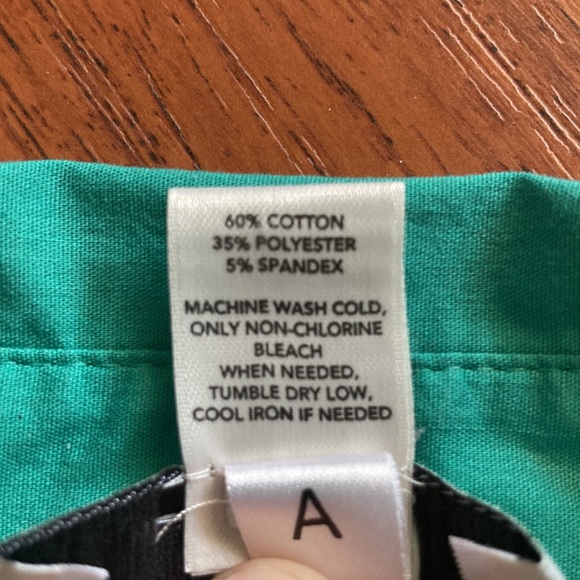 60% COTTON
35% POLYESTER
5% SPANDEX
MACHINE WASH COLD,
ONLY NON-CHLORINE
BLEACH
WHEN NEEDED,
TUMBLE DRY LOW,
COOL IRON IF NEEDED
A